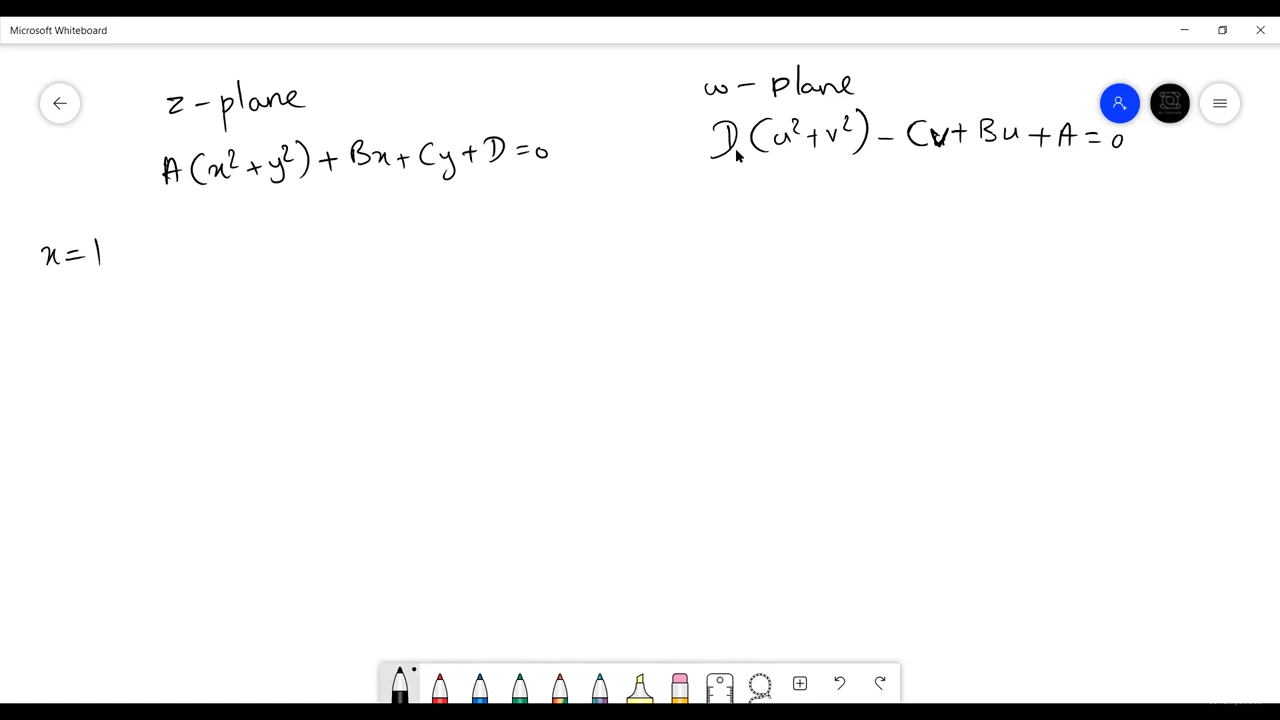 Microsoft Whiteboard
z - plane
A(x² + y²) + Bx + Cy + D = 0
w - plane
D(u² + v²) - Cv + Bu + A = 0
x = 1